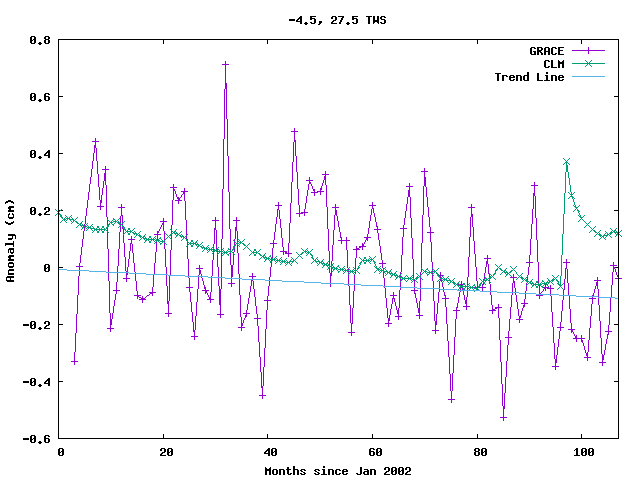 -4.5, 27.5 TWS
GRACE
CLM
Trend Line
0.8
0.6
0.4
0.2
0
-0.2
-0.4
-0.6
Anomaly (cm)
0 20 40 60 80 100
Months since Jan 2002